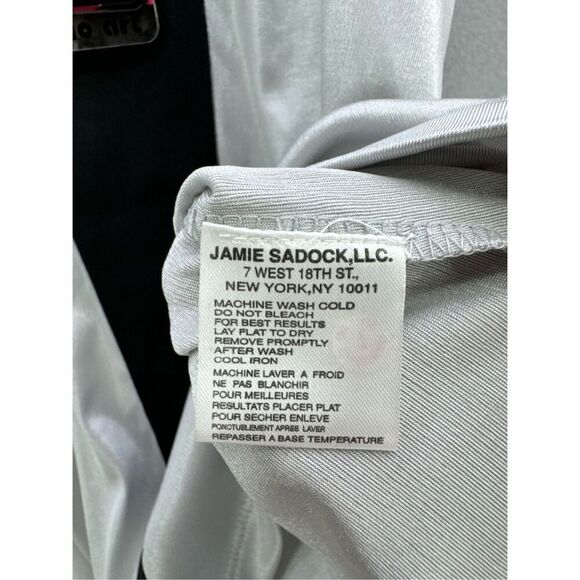 art
JAMIE SADOCK,LLC.
7 WEST 18TH ST.,
NEW YORK,NY 10011
MACHINE WASH COLD
DO NOT BLEACH
FOR BEST RESULTS
LAY PLAT TO DRY
REMOVE PROMPTLY
AFTER WASH
COOL IRON
MACHINE LAVER A FROID
NE PAS BLANCHIR
POUR MEILLEURES
RESULTATS PLACER PLAT
POUR SECHER ENLEVE
PONCTUELEMENT APRES LAVER
REPASSER A BASE TEMPERATURE